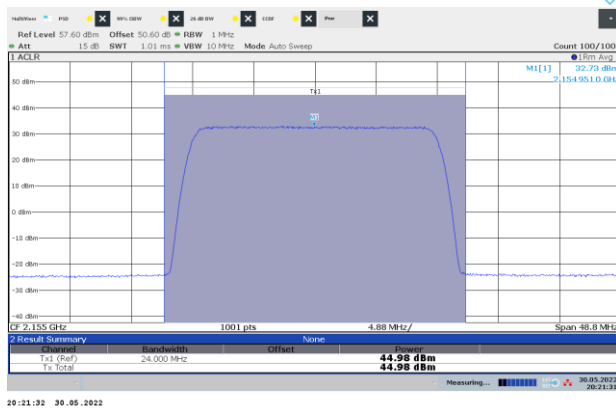 MultiView PSD X 99% OBW X 26 dB BW X CCDF X Pwr X
Ref Level 57.60 dBm Offset 50.60 dB RBW 1 MHz
Att 15 dB SWT 1.01 ms VBW 10 MHz Mode Auto Sweep Count 100/100
1 ACLR 1Rm Avg
M1[1] 32.73 dBm
2.1549510 GHz
50 dBm
Tx1
40 dBm
M1
30 dBm
20 dBm
10 dBm
0 dBm
-10 dBm
-20 dBm
-30 dBm
-40 dBm
CF 2.155 GHz 1001 pts 4.88 MHz/ Span 48.8 MHz
2 Result Summary None
Channel Bandwidth Offset Power
Tx1 (Ref) 24.000 MHz 44.98 dBm
Tx Total 44.98 dBm
Measuring... 30.05.2022
20:21:31
20:21:32 30.05.2022